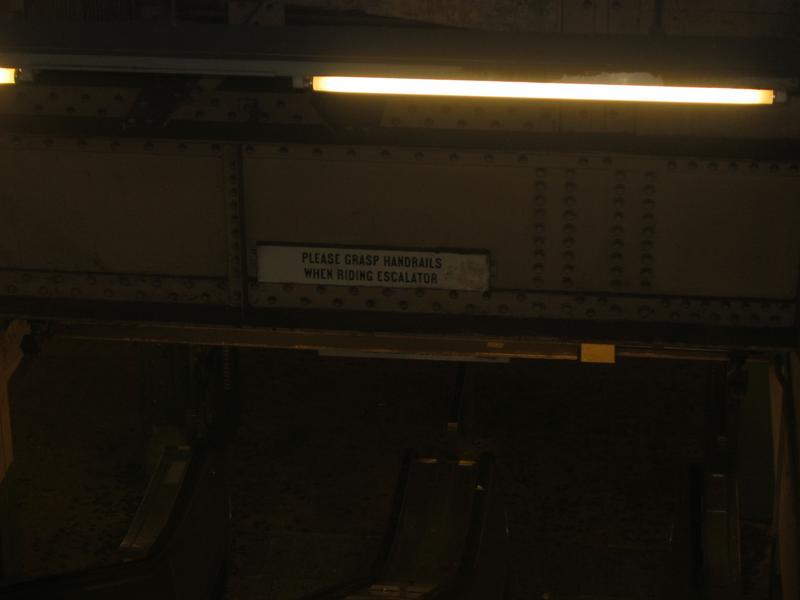 PLEASE GRASP HANDRAILS
WHEN RIDING ESCALATOR